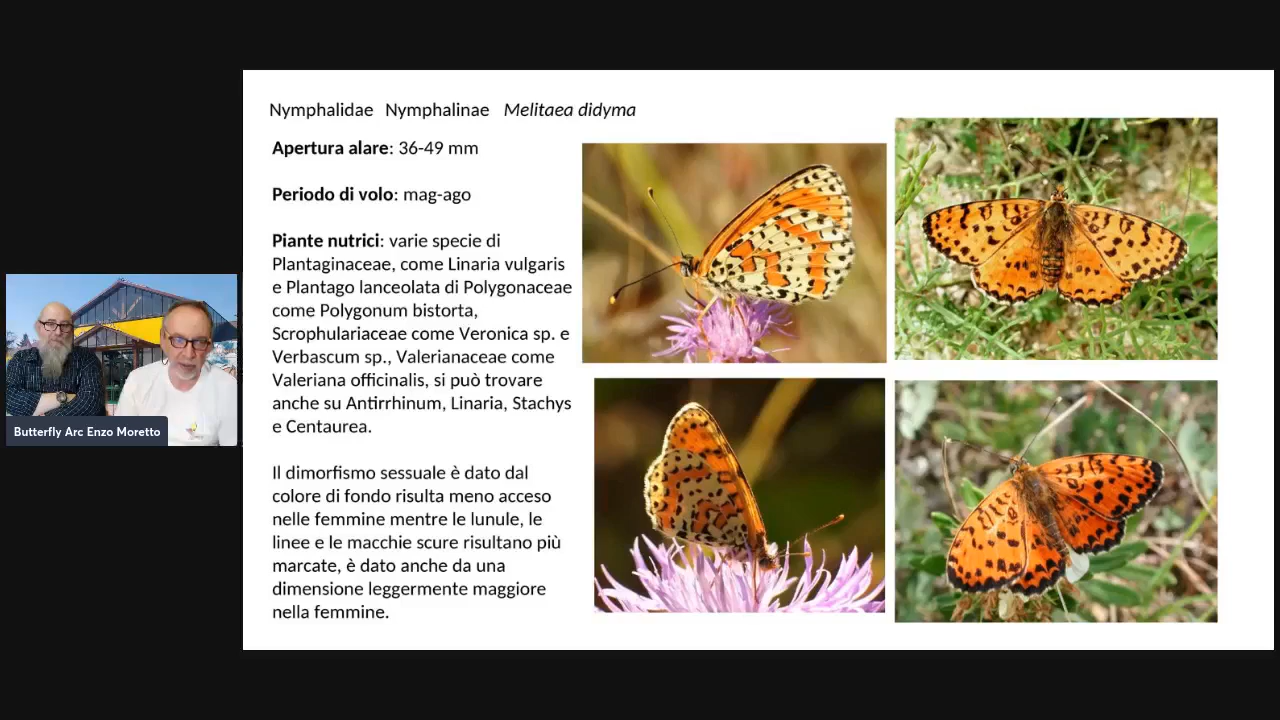 Nymphalidae Nymphalinae Melitaea didyma
Apertura alare: 36-49 mm
Periodo di volo: mag-ago
Piante nutrici: varie specie di
Plantaginaceae, come Linaria vulgaris
e Plantago lanceolata di Polygonaceae
come Polygonum bistorta,
Scrophulariaceae come Veronica sp. e
Verbascum sp., Valerianaceae come
Valeriana officinalis, si può trovare
anche su Antirrhinum, Linaria, Stachys
e Centaurea.
Il dimorfismo sessuale è dato dal
colore di fondo risulta meno acceso
nelle femmine mentre le lunule, le
linee e le macchie scure risultano più
marcate, è dato anche da una
dimensione leggermente maggiore
nella femmine.
Butterfly Arc Enzo Moretto